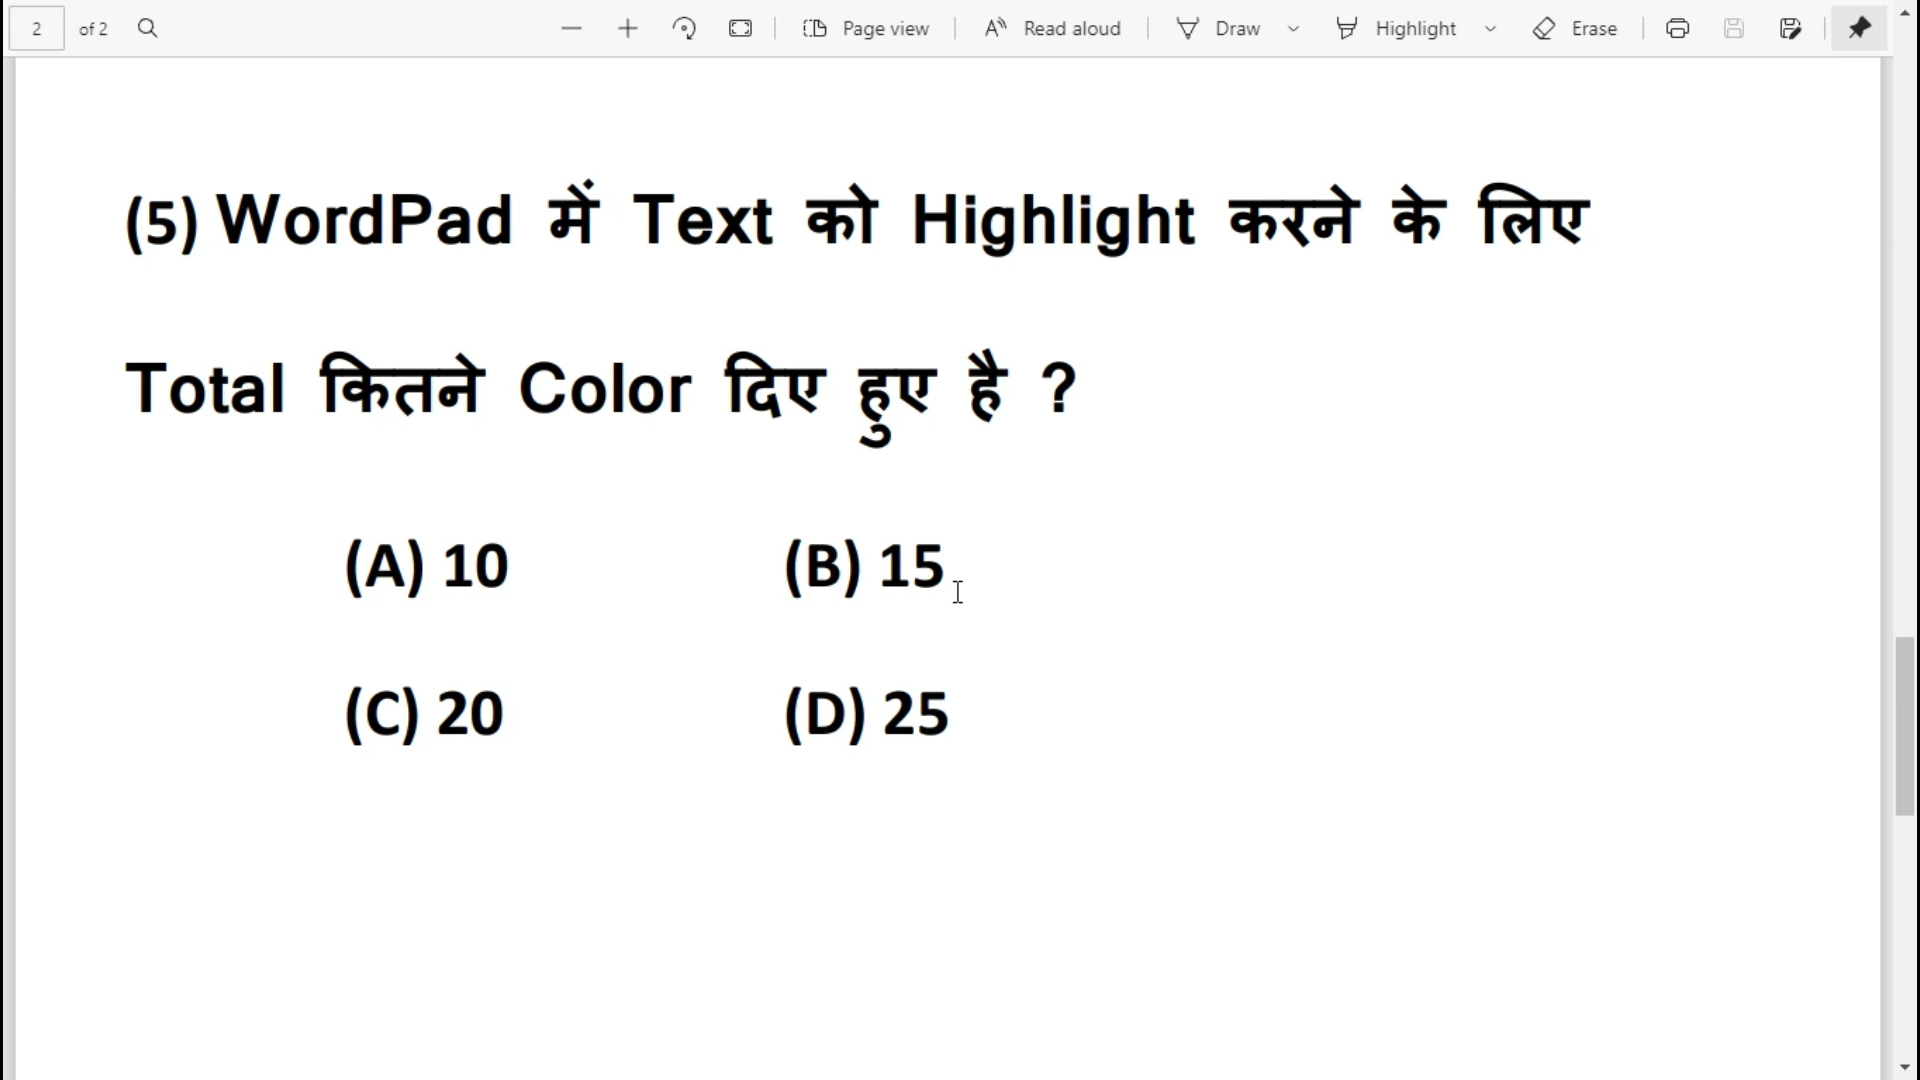 2 of 2 Page view Read aloud Draw Highlight Erase
(5) WordPad में Text को Highlight करने के लिए
Total कितने Color दिए हुए है ?
(A) 10 (B) 15
(C) 20 (D) 25